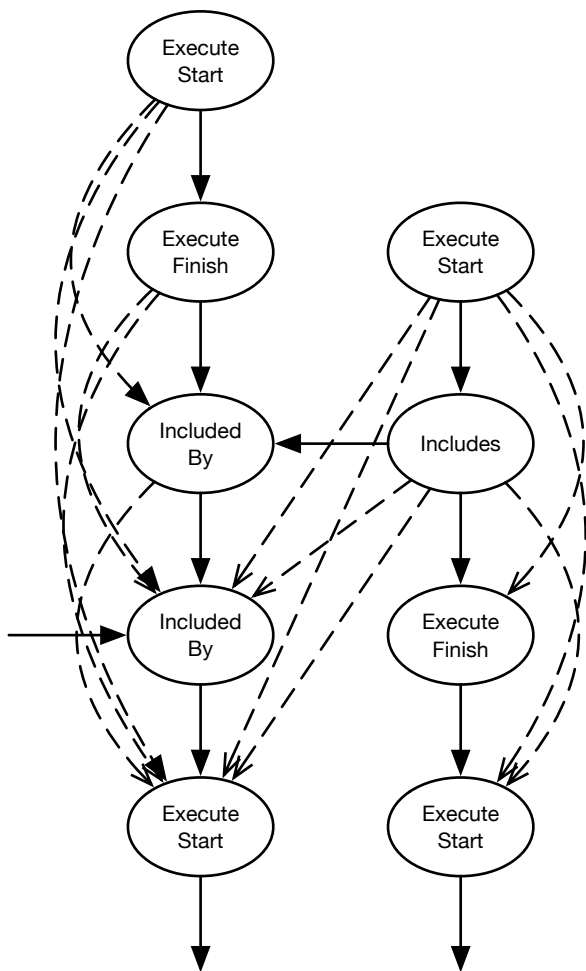 Execute
Start
Execute
Finish
Execute
Start
Included
By
Includes
Included
By
Execute
Finish
Execute
Start
Execute
Start